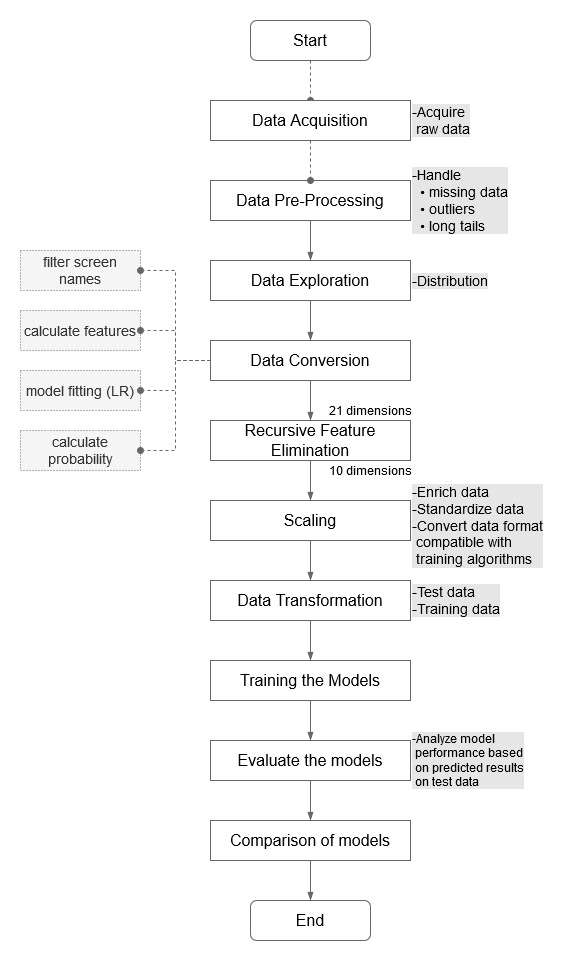 Start
Data Acquisition
-Acquire
raw data
Data Pre-Processing
-Handle
• missing data
• outliers
• long tails
filter screen
names
Data Exploration
-Distribution
calculate features
Data Conversion
model fitting (LR)
21 dimensions
calculate
probability
Recursive Feature
Elimination
10 dimensions
Scaling
-Enrich data
-Standardize data
-Convert data format
compatible with
training algorithms
Data Transformation
-Test data
-Training data
Training the Models
Evaluate the models
-Analyze model
performance based
on predicted results
on test data
Comparison of models
End